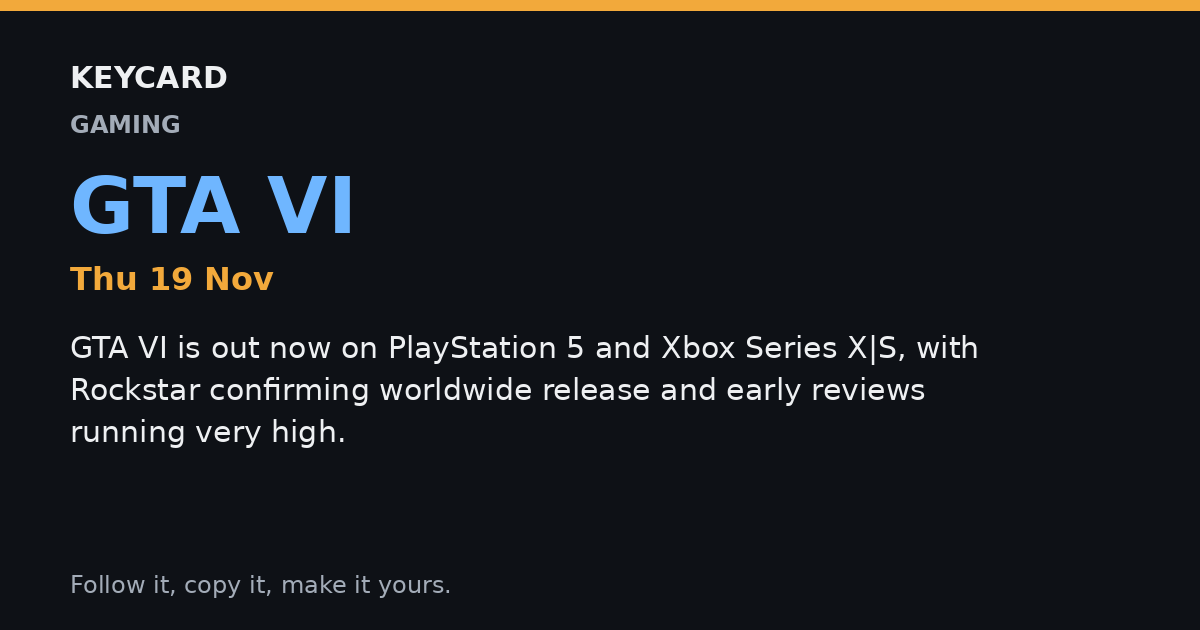 KEYCARD
GAMING
GTA VI
Thu 19 Nov
GTA VI is out now on PlayStation 5 and Xbox Series X|S, with
Rockstar confirming worldwide release and early reviews
running very high.
Follow it, copy it, make it yours.